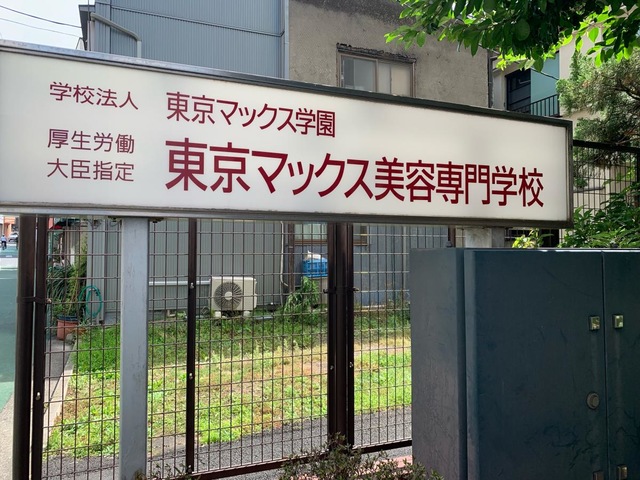 学校法人 東京マックス学園
厚生労働
大臣指定
東京マックス美容専門学校